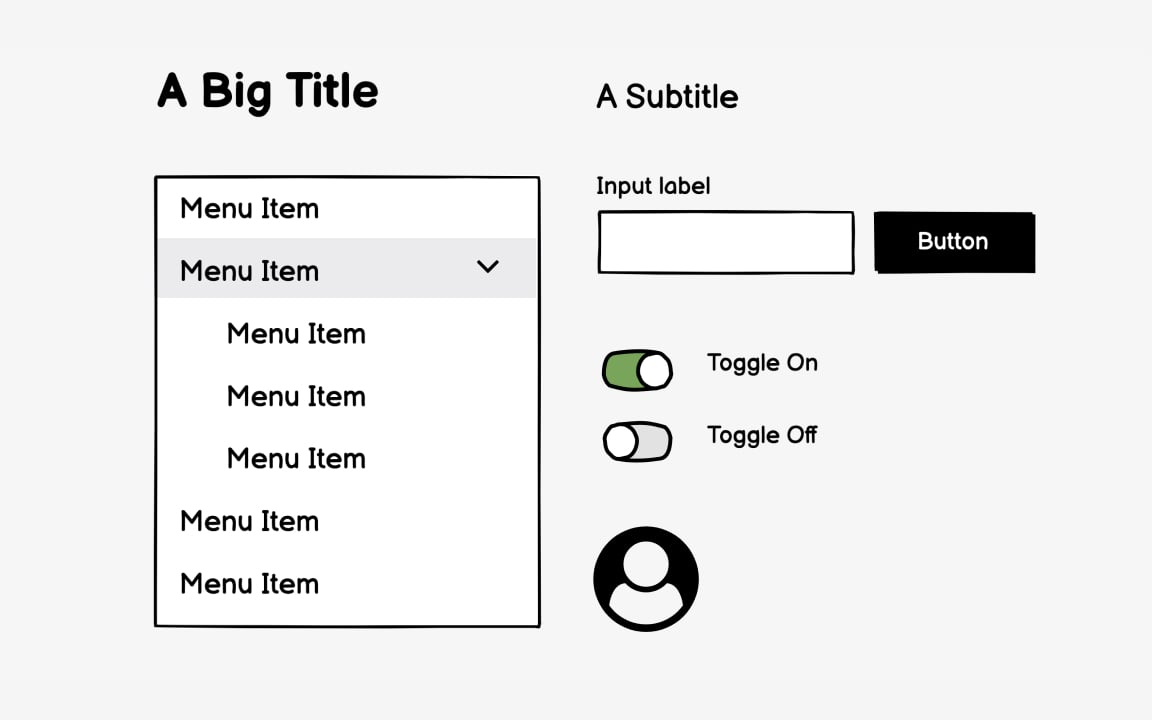 A Big Title
Menu Item
Menu Item
Menu Item
Menu Item
Menu Item
Menu Item
Menu Item
A Subtitle
Input label
Button
Toggle On
Toggle Off